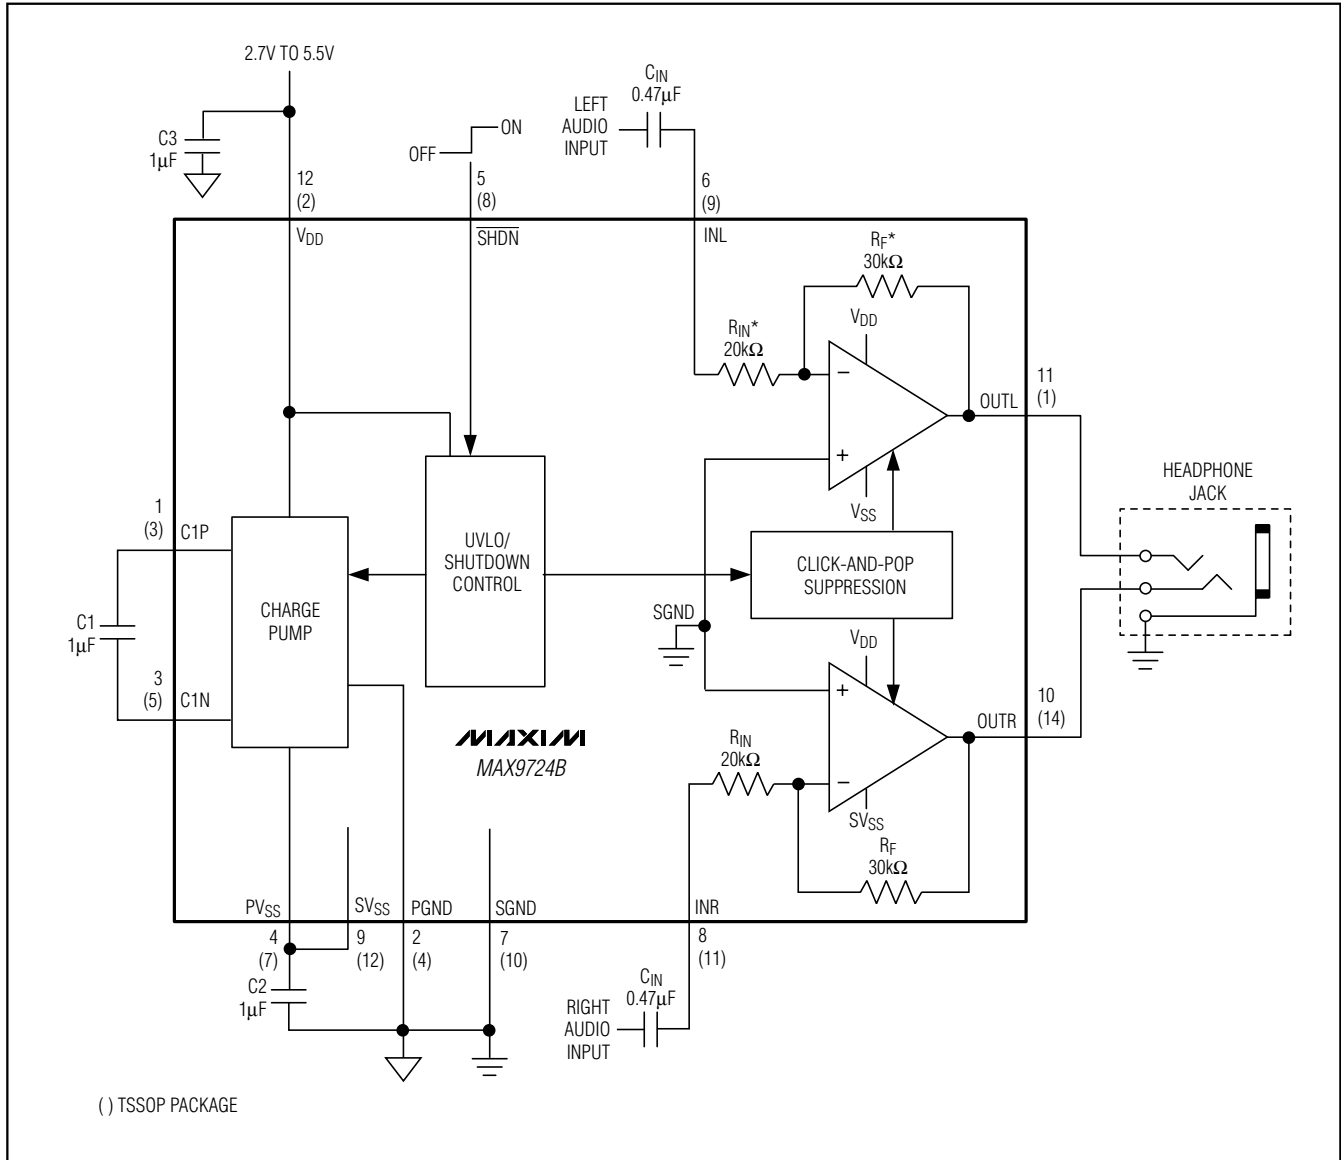 2.7V TO 5.5V
C3
1µF
12
(2)
VDD
OFF
ON
5
(8)
SHDN
LEFT
AUDIO
INPUT
CIN
0.47µF
6
(9)
INL
RF*
30kΩ
RIN*
20kΩ
VDD
−
+
VSS
OUTL
11
(1)
HEADPHONE
JACK
1
(3)
C1P
C1
1µF
3
(5)
C1N
CHARGE
PUMP
UVLO/
SHUTDOWN
CONTROL
CLICK-AND-POP
SUPPRESSION
SGND
VDD
+
−
SVSS
OUTR
10
(14)
RIN
20kΩ
RF
30kΩ
MAXIM
MAX9724B
PVSS
SVSS
PGND
SGND
INR
4
(7)
9
(12)
2
(4)
7
(10)
8
(11)
C2
1µF
RIGHT
AUDIO
INPUT
CIN
0.47µF
( ) TSSOP PACKAGE